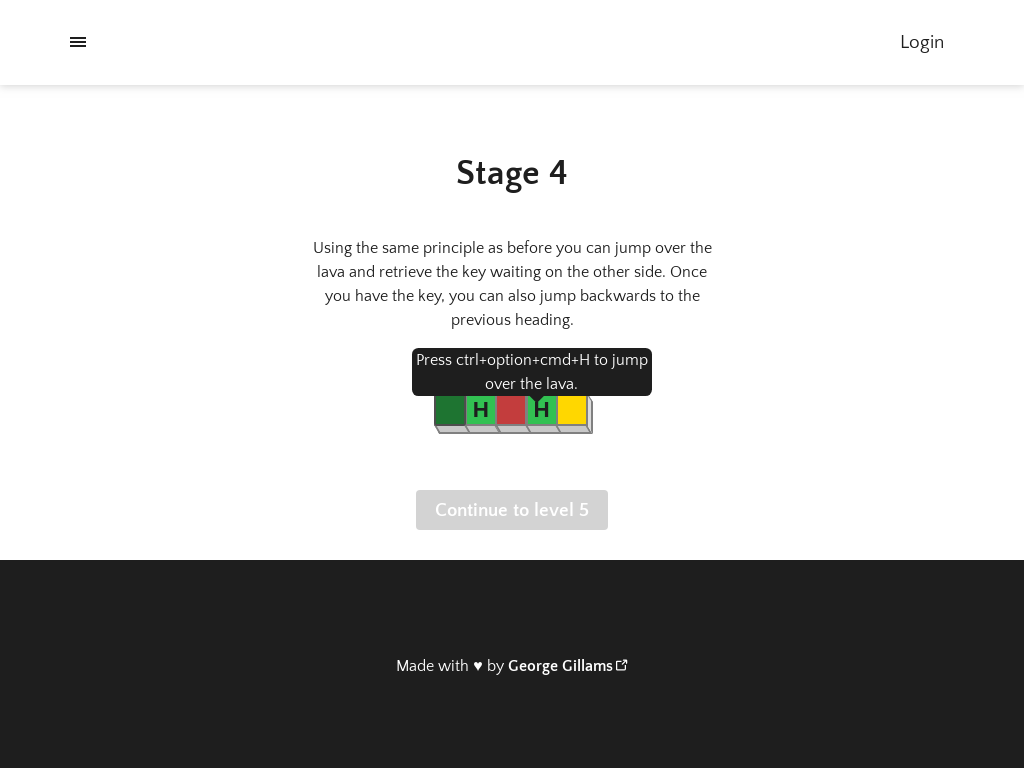 Login
Stage 4
Using the same principle as before you can jump over the
lava and retrieve the key waiting on the other side. Once
you have the key, you can also jump backwards to the
previous heading.
Press ctrl+option+cmd+H to jump
over the lava.
H H
Continue to level 5
Made with ♥ by George Gillams